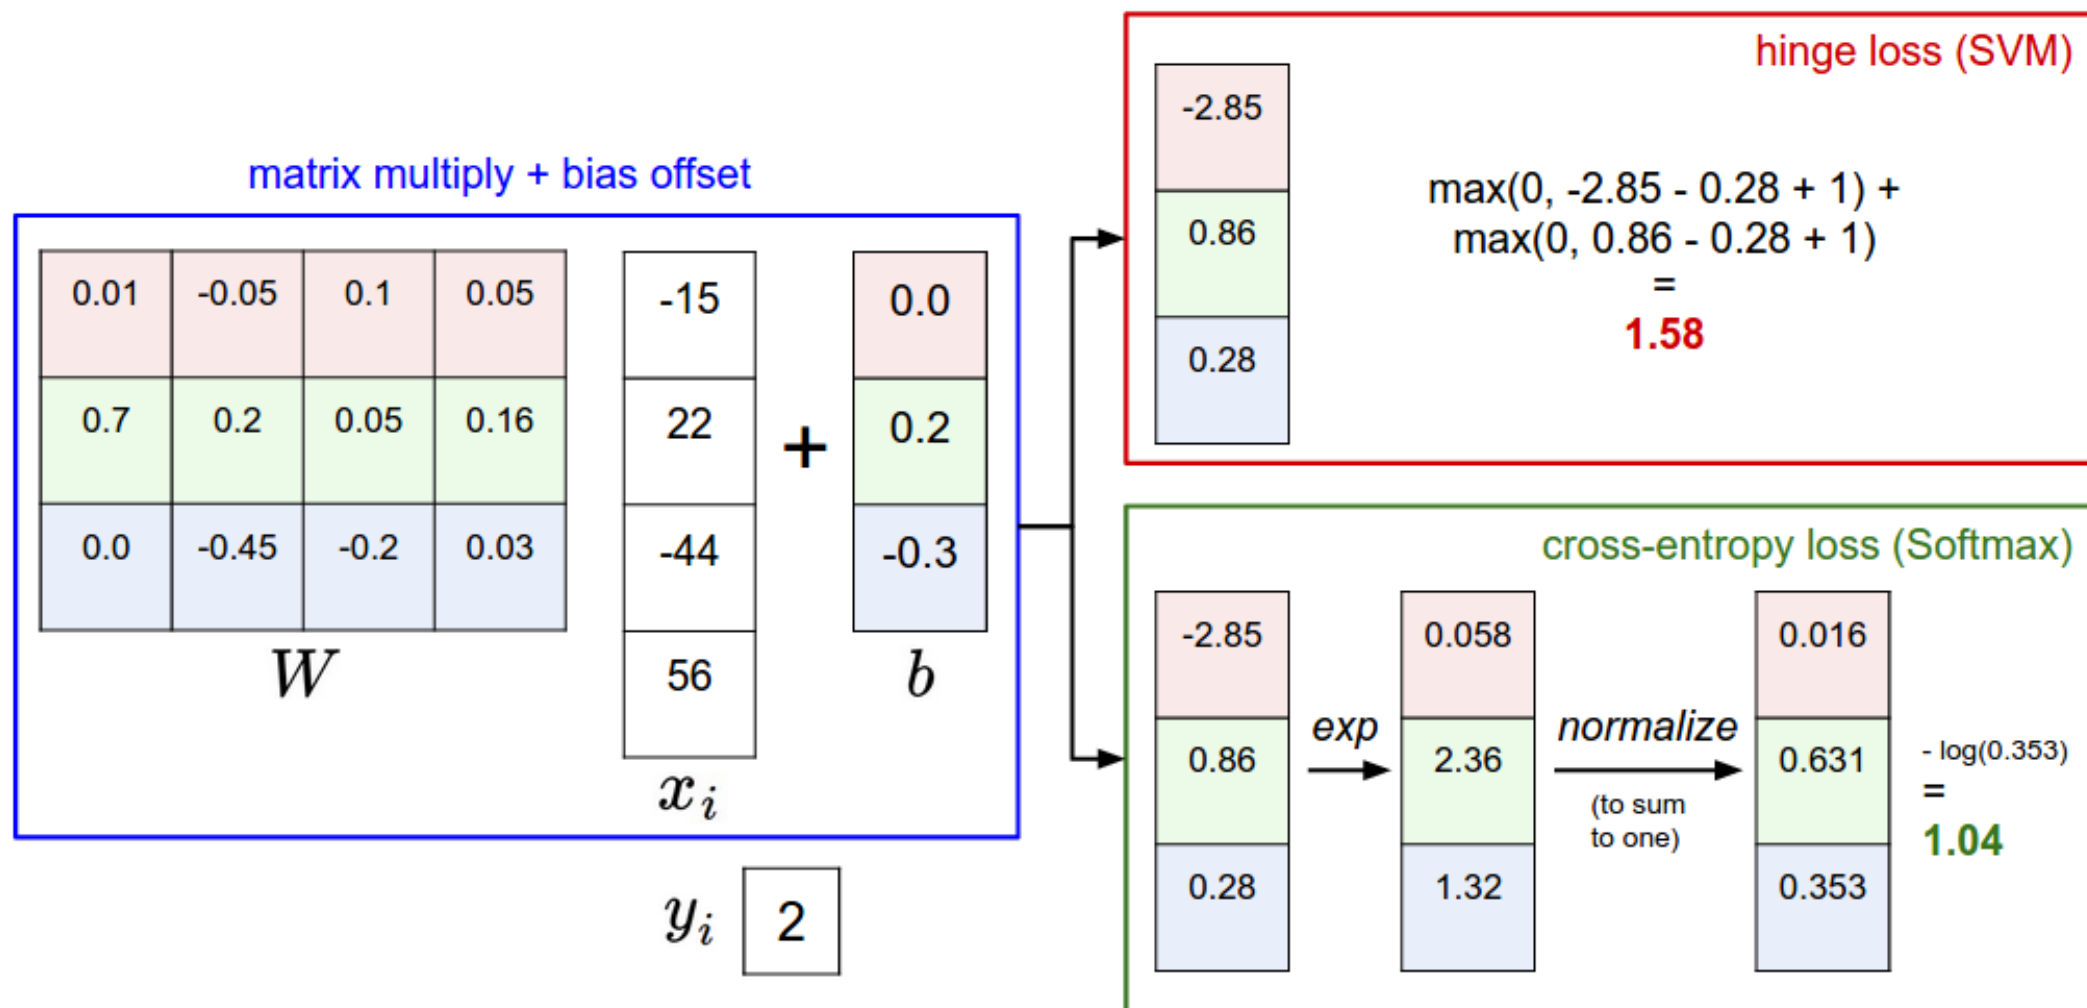 matrix multiply + bias offset
0.01 -0.05 0.1 0.05
0.7 0.2 0.05 0.16
0.0 -0.45 -0.2 0.03
W
-15
22
-44
56
x_i
+
0.0
0.2
-0.3
b
y_i 2
hinge loss (SVM)
-2.85
0.86
0.28
max(0, -2.85 - 0.28 + 1) +
max(0, 0.86 - 0.28 + 1)
=
1.58
cross-entropy loss (Softmax)
-2.85
0.86
0.28
exp
0.058
2.36
1.32
normalize
(to sum
to one)
0.016
0.631
0.353
- log(0.353)
=
1.04